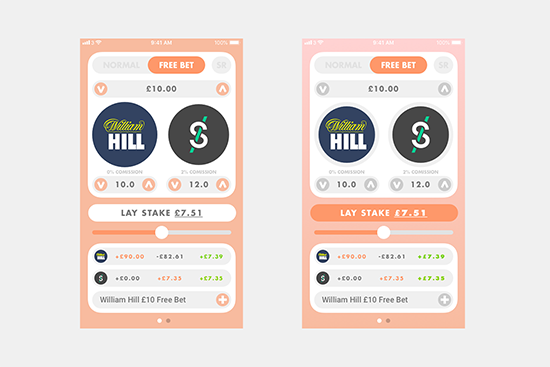 9:41 AM
NORMAL FREE BET SR
£10.00
William
HILL
S
0% COMISSION 0% COMISSION
10.0 12.0
LAY STAKE £7.51
+£90.00 -£82.61 +£7.39
+£0.00 +£7.35 +£7.35
William Hill £10 Free Bet
9:41 AM
NORMAL FREE BET SR
£10.00
William
HILL
S
0% COMISSION 0% COMISSION
10.0 12.0
LAY STAKE £7.51
+£90.00 -£82.61 +£7.39
+£0.00 +£7.35 +£7.35
William Hill £10 Free Bet